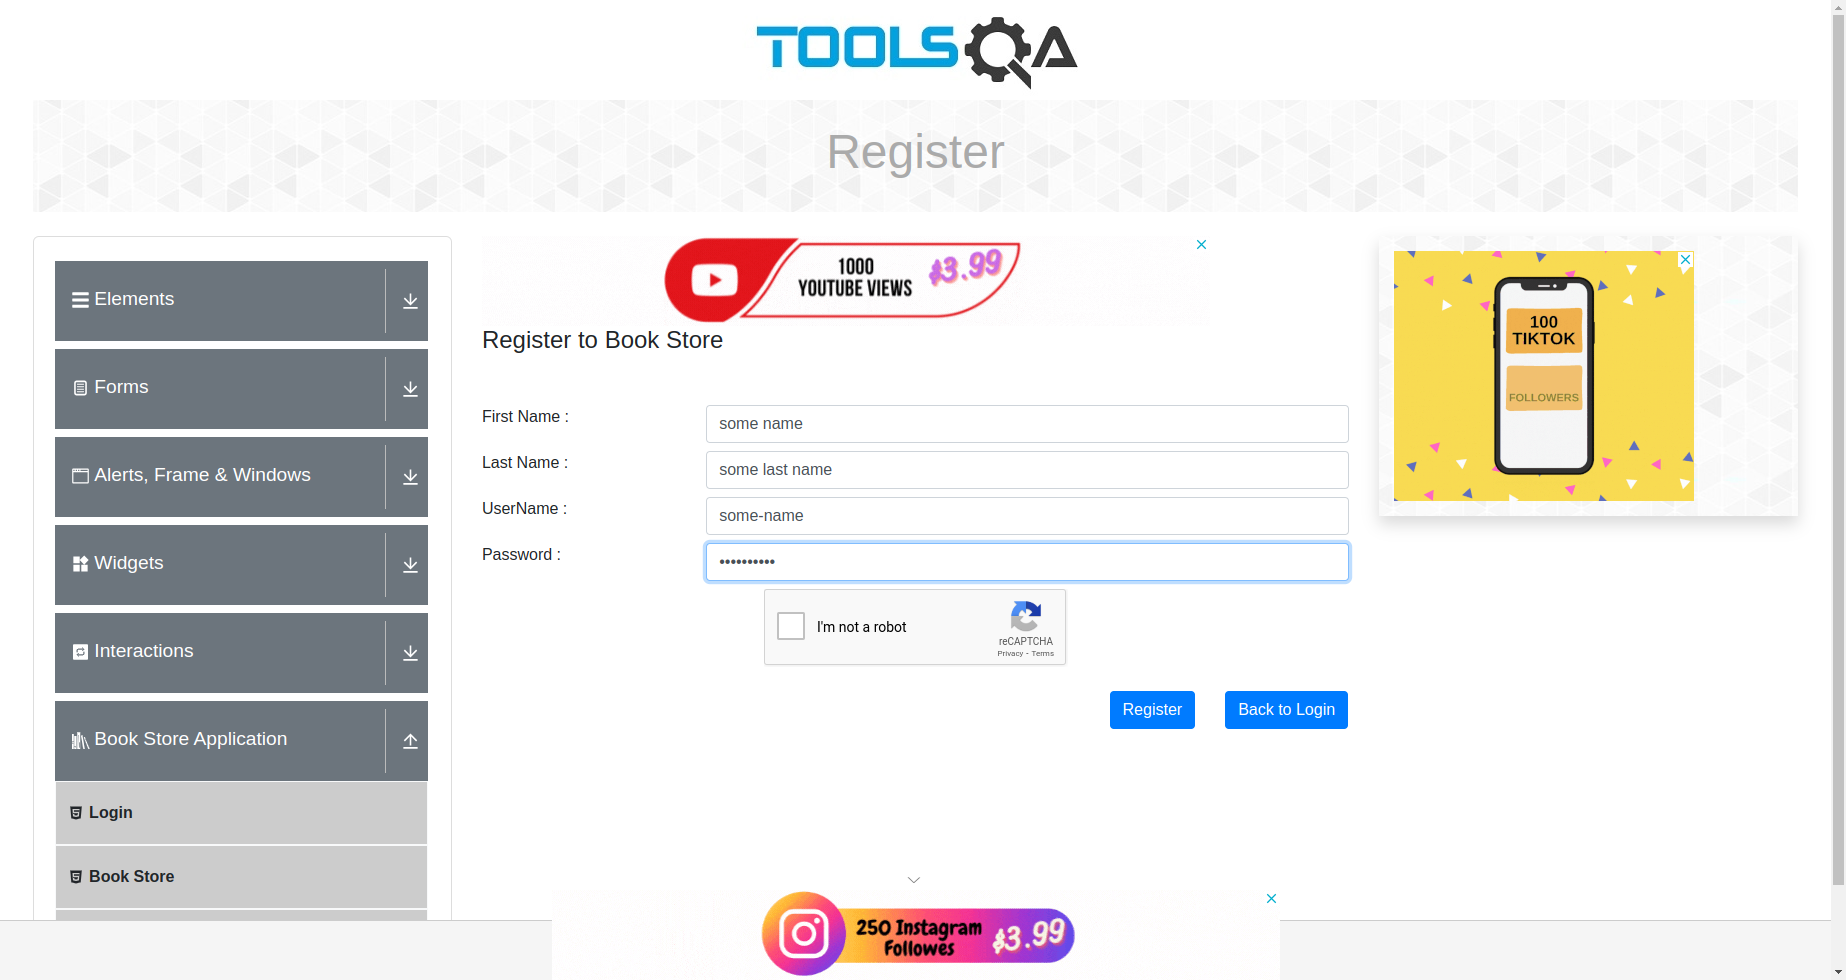 TOOLSQA
Register
Elements
Forms
Alerts, Frame & Windows
Widgets
Interactions
Book Store Application
Login
Book Store
1000
YOUTUBE VIEWS
$3.99
Register to Book Store
First Name :
some name
Last Name :
some last name
UserName :
some-name
Password :
••••••••••
I'm not a robot
reCAPTCHA
Privacy - Terms
Register
Back to Login
100
TIKTOK
FOLLOWERS
250 Instagram
Followes
$3.99